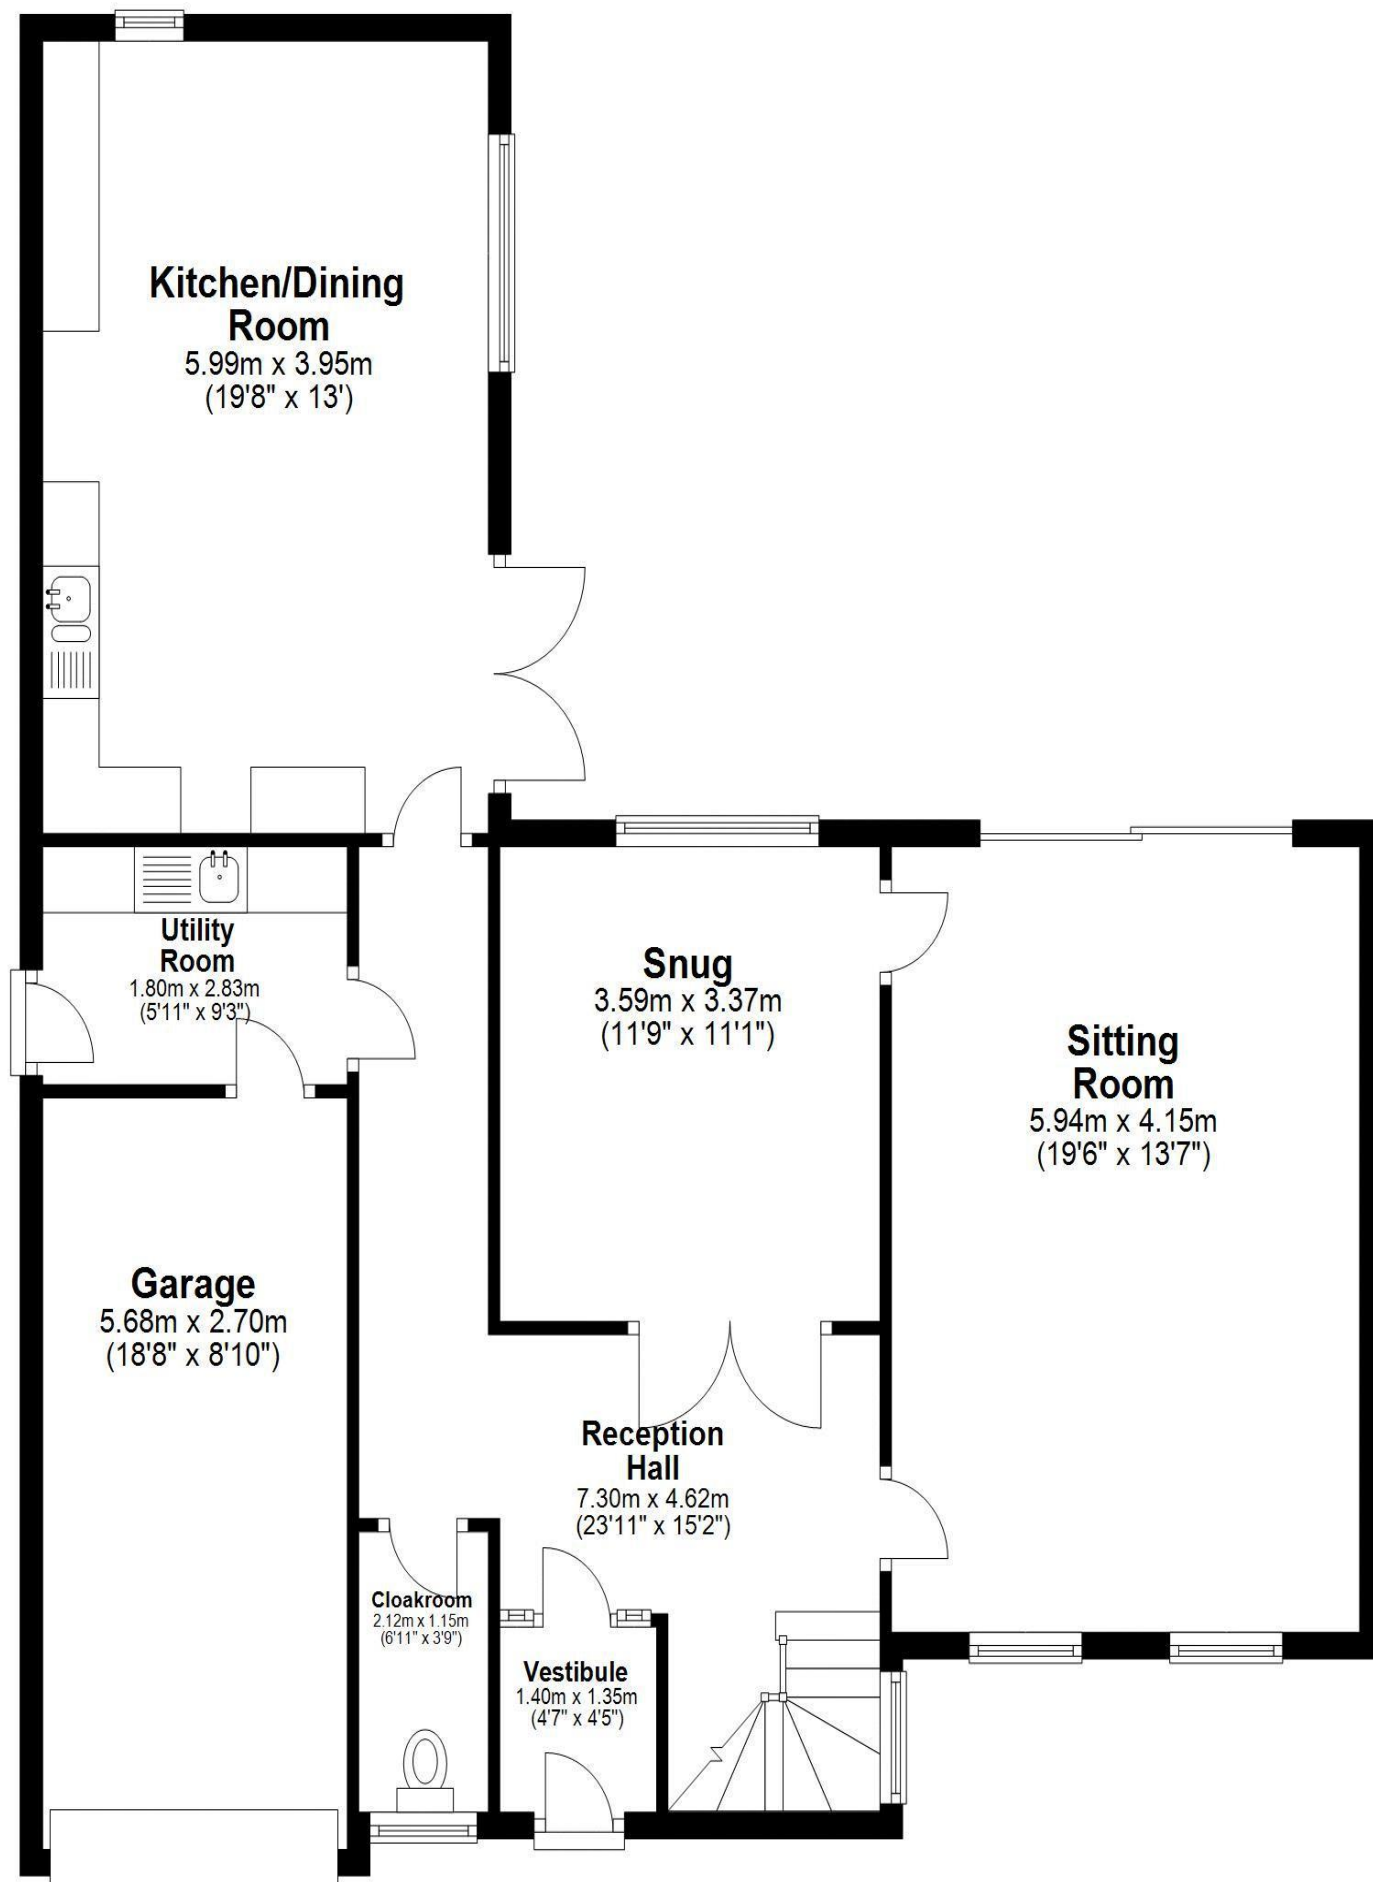 Kitchen/Dining
Room
5.99m x 3.95m
(19'8" x 13')
Utility
Room
1.80m x 2.83m
(5'11" x 9'3")
Snug
3.59m x 3.37m
(11'9" x 11'1")
Sitting
Room
5.94m x 4.15m
(19'6" x 13'7")
Garage
5.68m x 2.70m
(18'8" x 8'10")
Reception
Hall
7.30m x 4.62m
(23'11" x 15'2")
Cloakroom
2.12m x 1.15m
(6'11" x 3'9")
Vestibule
1.40m x 1.35m
(4'7" x 4'5")